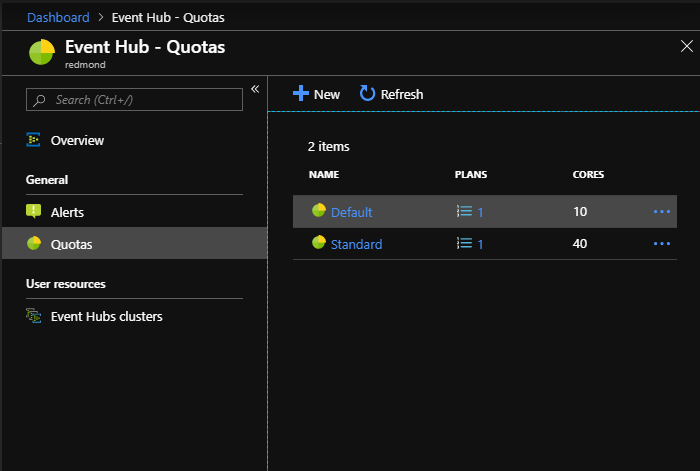 Dashboard > Event Hub - Quotas
Event Hub - Quotas
redmond
Search (Ctrl+/)
Overview
General
Alerts
Quotas
User resources
Event Hubs clusters
New Refresh
2 items
NAME PLANS CORES
Default 1 10
Standard 1 40